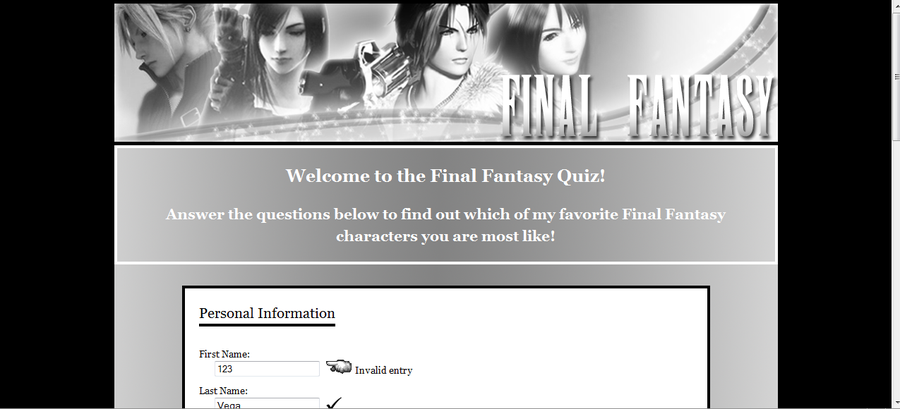 FINAL FANTASY
Welcome to the Final Fantasy Quiz!
Answer the questions below to find out which of my favorite Final Fantasy
characters you are most like!
Personal Information
First Name:
123 Invalid entry
Last Name:
Vega